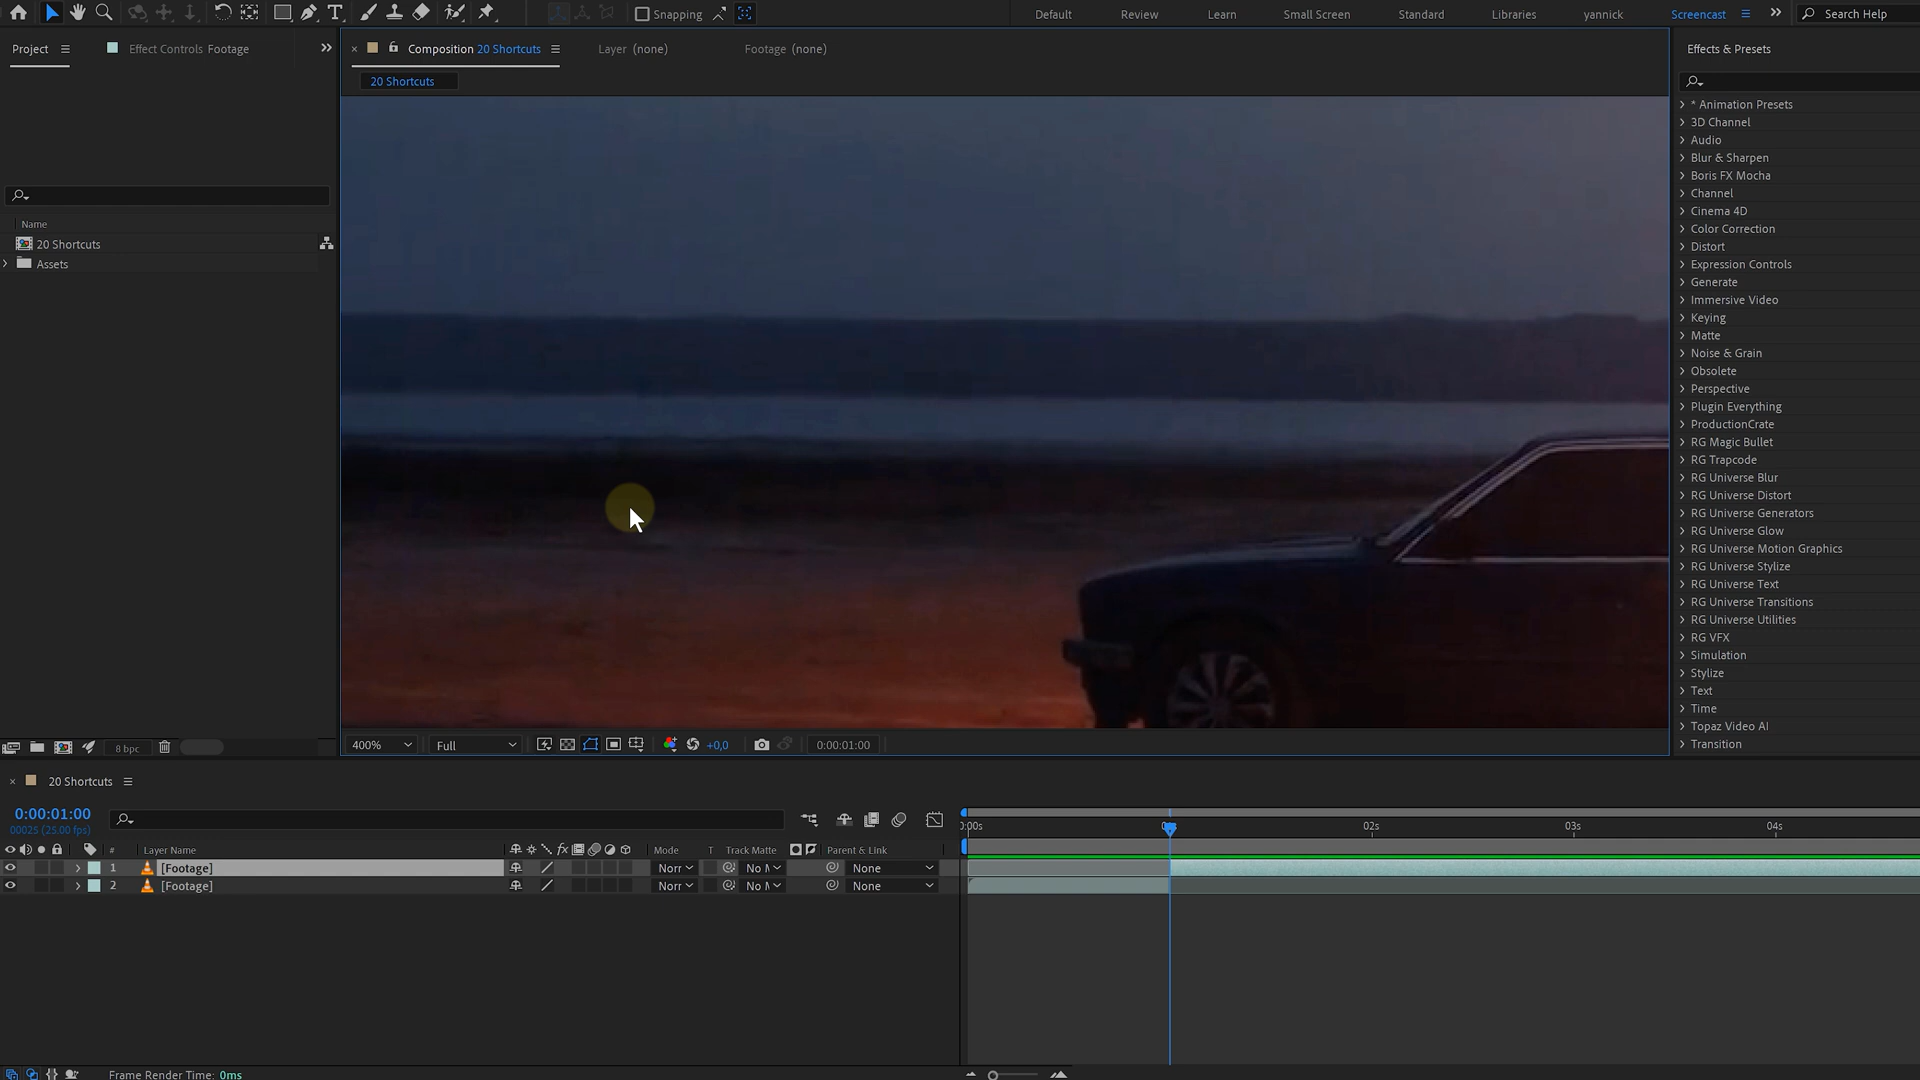 Snapping
Default
Review
Learn
Small Screen
Standard
Libraries
yannick
Screencast
Search Help
Project
Effect Controls Footage
Composition 20 Shortcuts
Layer (none)
Footage (none)
Effects & Presets
20 Shortcuts
* Animation Presets
3D Channel
Audio
Blur & Sharpen
Boris FX Mocha
Channel
Cinema 4D
Color Correction
Distort
Expression Controls
Generate
Immersive Video
Keying
Matte
Noise & Grain
Obsolete
Perspective
Plugin Everything
ProductionCrate
RG Magic Bullet
RG Trapcode
RG Universe Blur
RG Universe Distort
RG Universe Generators
RG Universe Glow
RG Universe Motion Graphics
RG Universe Stylize
RG Universe Text
RG Universe Transitions
RG Universe Utilities
RG VFX
Simulation
Stylize
Text
Time
Topaz Video AI
Transition
Name
20 Shortcuts
Assets
8 bpc
400%
Full
+0,0
0:00:01:00
20 Shortcuts
0:00:01:00
00025 (25.00 fps)
02s
03s
04s
# Layer Name
Mode
T
Track Matte
Parent & Link
1 [Footage]
Norr
None
2 [Footage]
Norr
None
Frame Render Time: 0ms